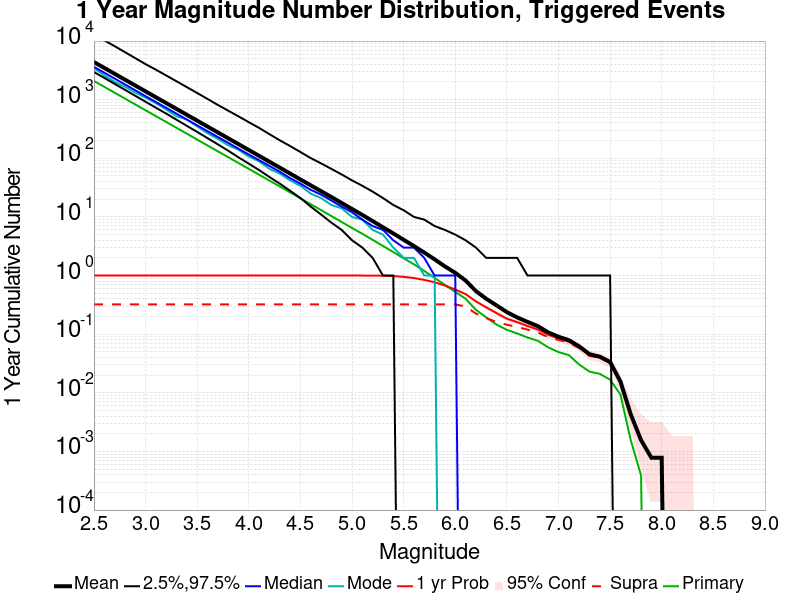 1 Year Magnitude Number Distribution, Triggered Events
1 Year Cumulative Number
10^4
10^3
10^2
10^1
10^0
10^-1
10^-2
10^-3
10^-4
2.5 3.0 3.5 4.0 4.5 5.0 5.5 6.0 6.5 7.0 7.5 8.0 8.5 9.0
Magnitude
Mean 2.5%,97.5% Median Mode 1 yr Prob 95% Conf Supra Primary